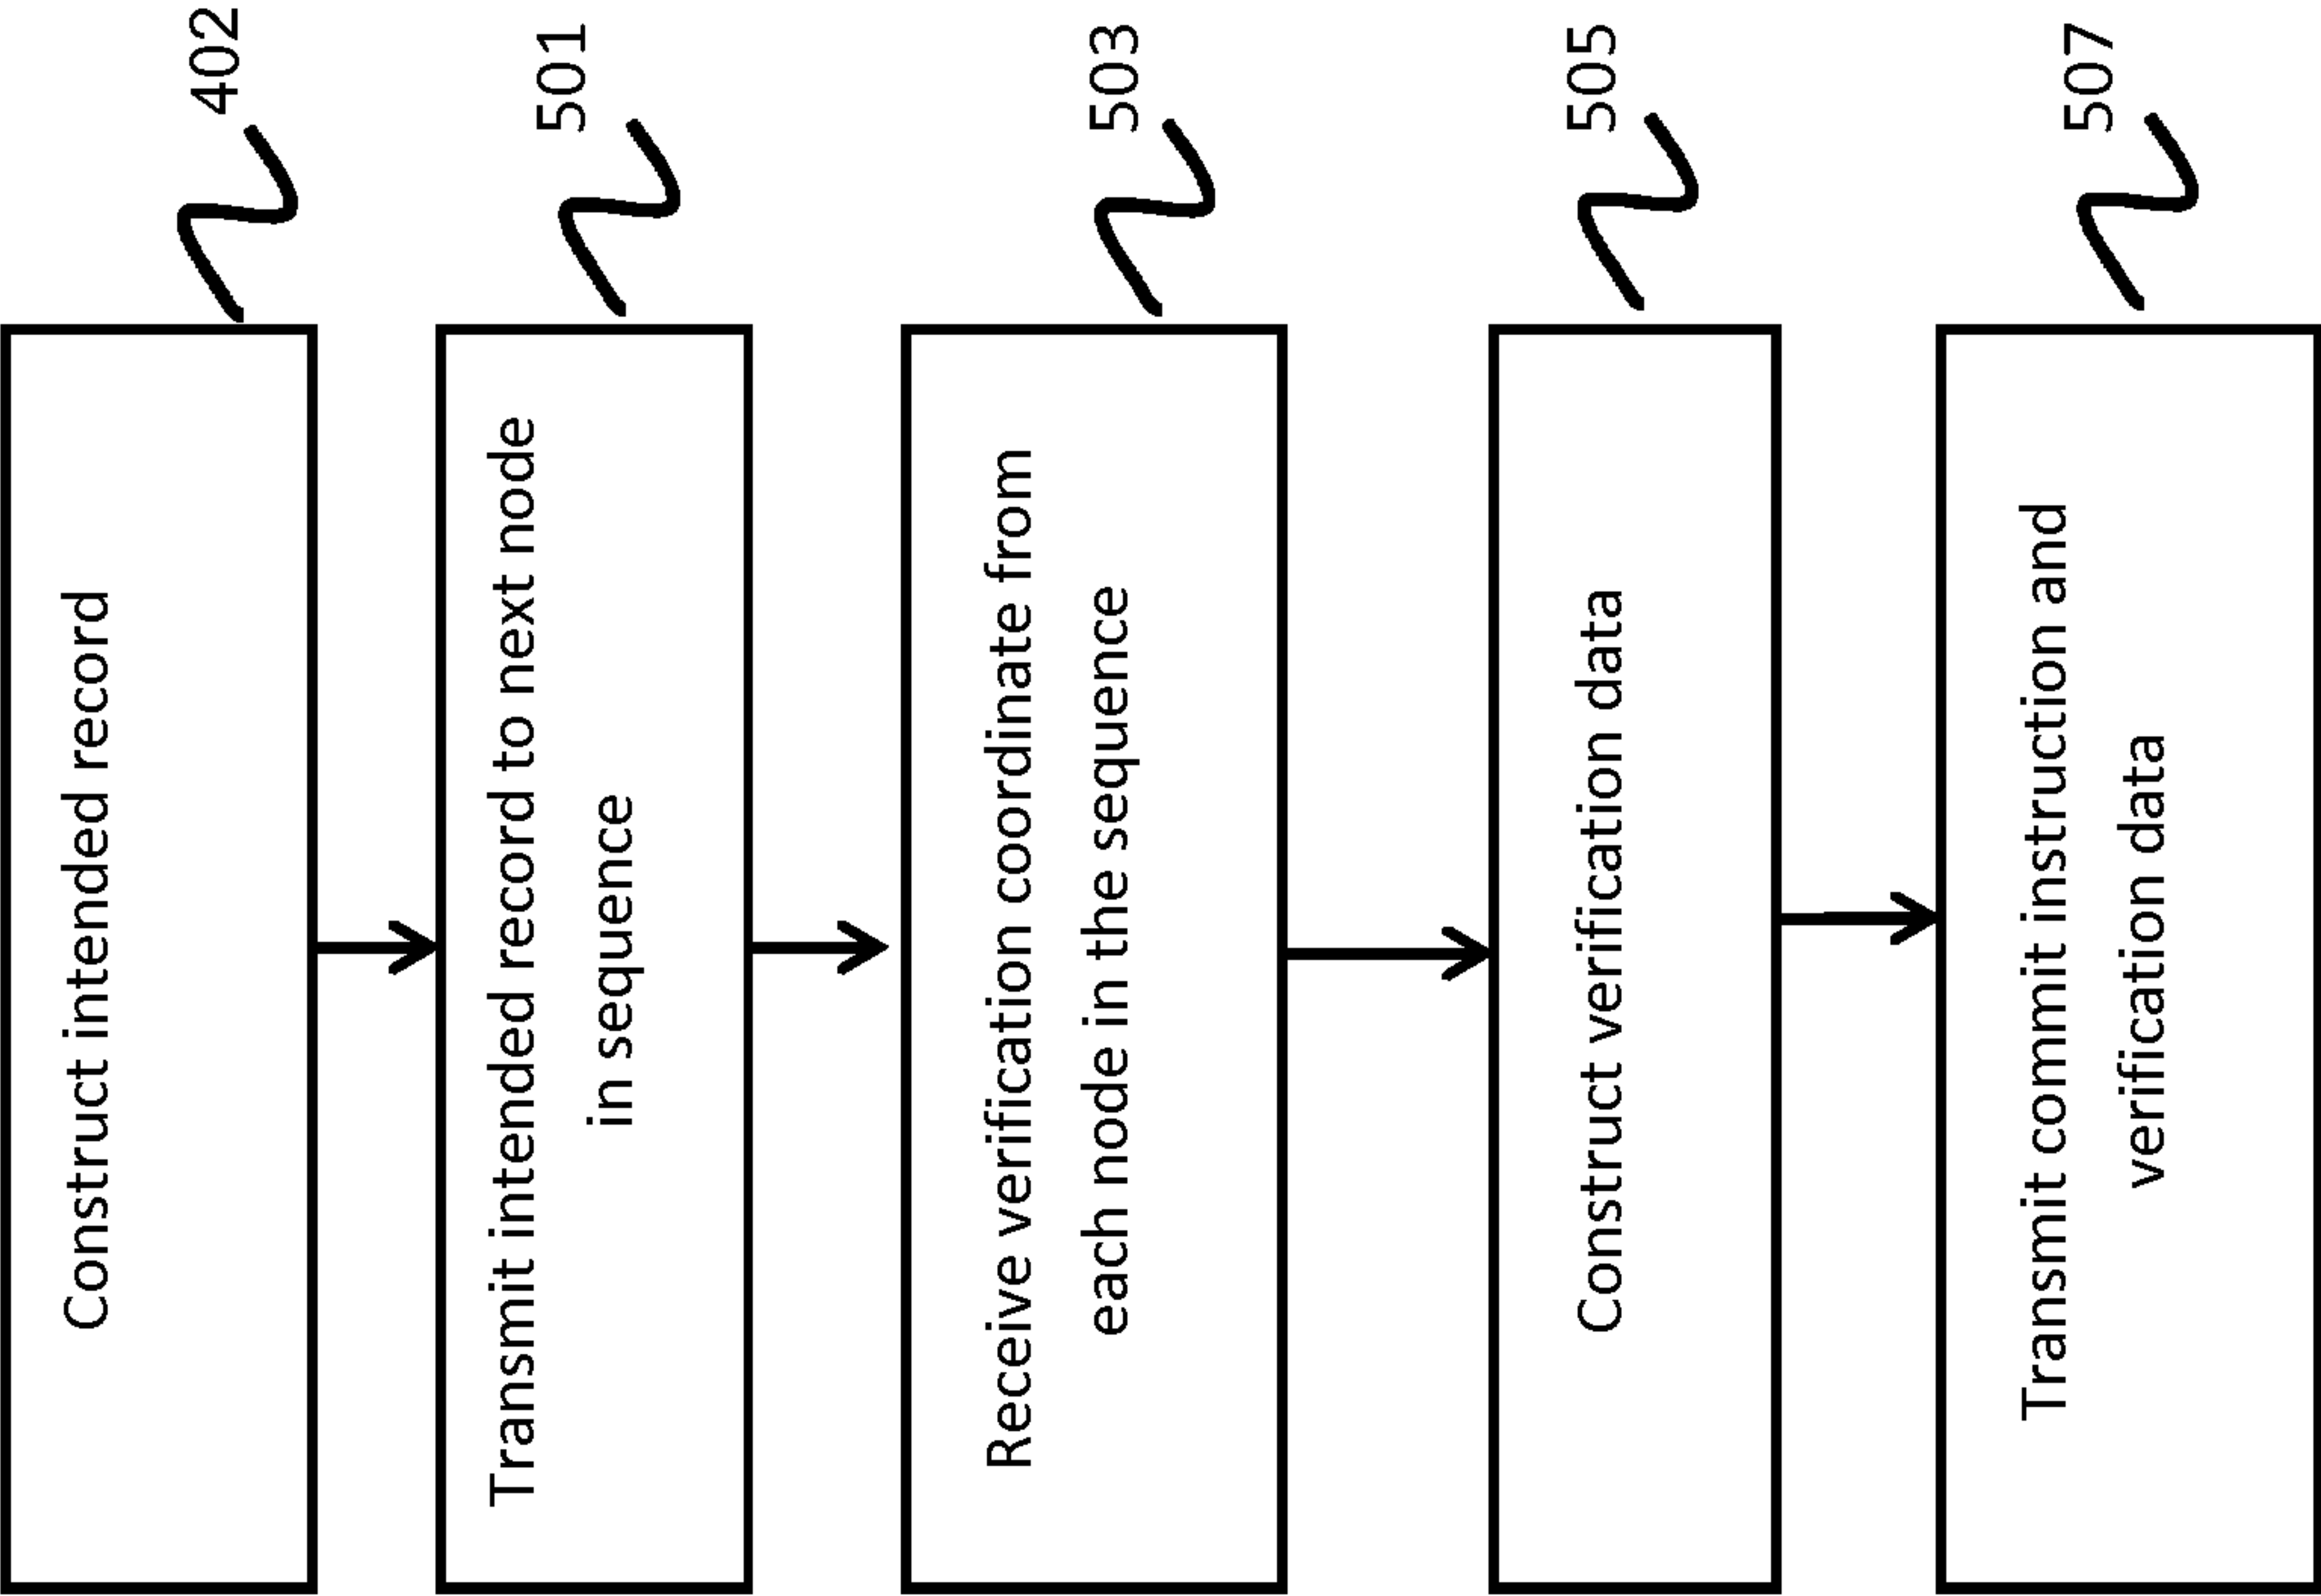 Construct intended record
402
Transmit intended record to next node
in sequence
501
Receive verification coordinate from
each node in the sequence
503
Construct verification data
505
Transmit commit instruction and
verification data
507